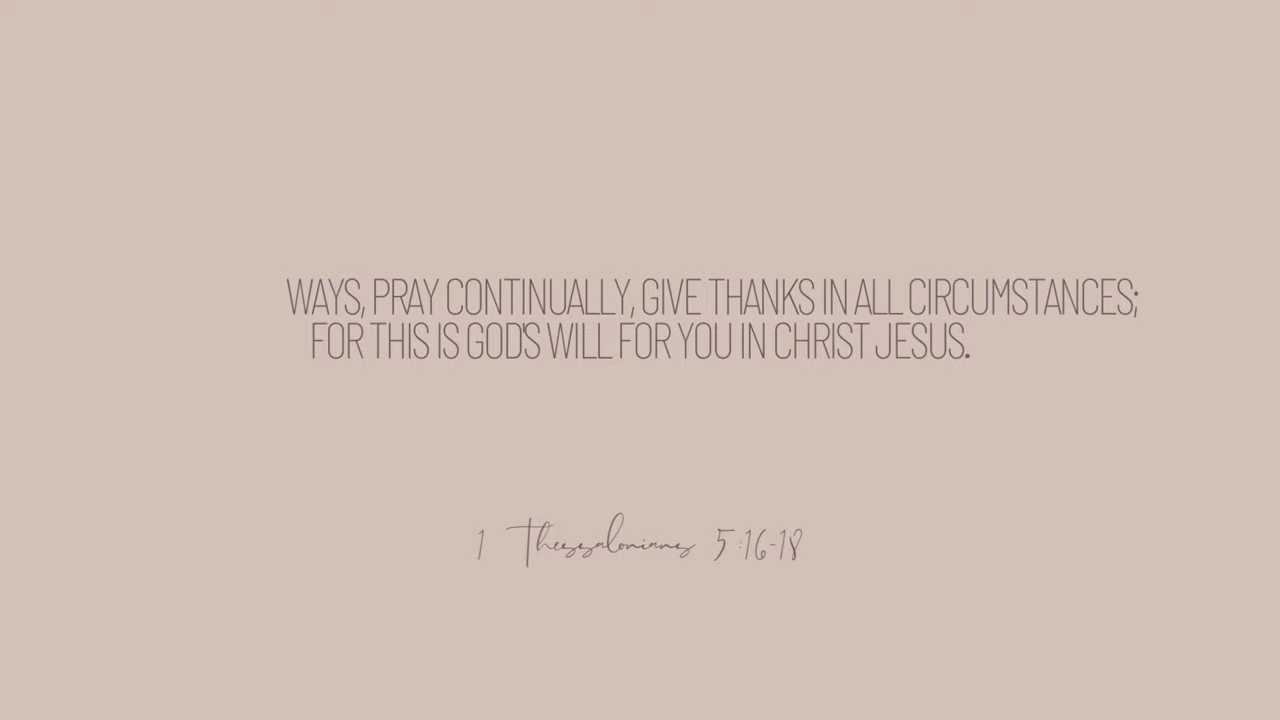 WAYS, PRAY CONTINUALLY, GIVE THANKS IN ALL CIRCUMSTANCES;
FOR THIS IS GOD'S WILL FOR YOU IN CHRIST JESUS.
1 Thessalonians 5:16-18